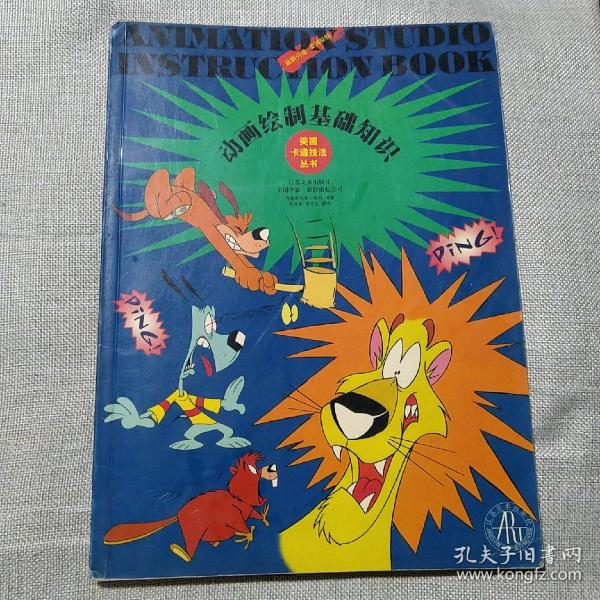 ANIMATION STUDIO
INSTRUCTION BOOK
动画绘制基础知识
美国
卡通技法
丛书
江苏美术出版社
PING!
PING!
ART
孔夫子旧书网
www.kongfz.com